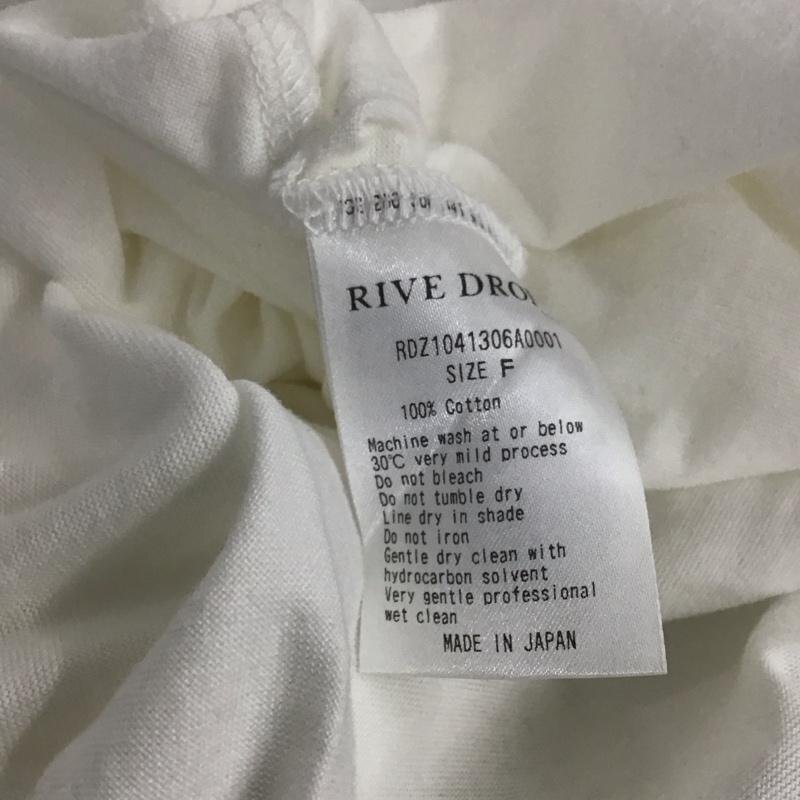 RIVE DRO
RDZ1041306A0001
SIZE F
100% Cotton
Machine wash at or below
30℃ very mild process
Do not bleach
Do not tumble dry
Line dry in shade
Do not iron
Gentle dry clean with
hydrocarbon solvent
Very gentle professional
wet clean
MADE IN JAPAN